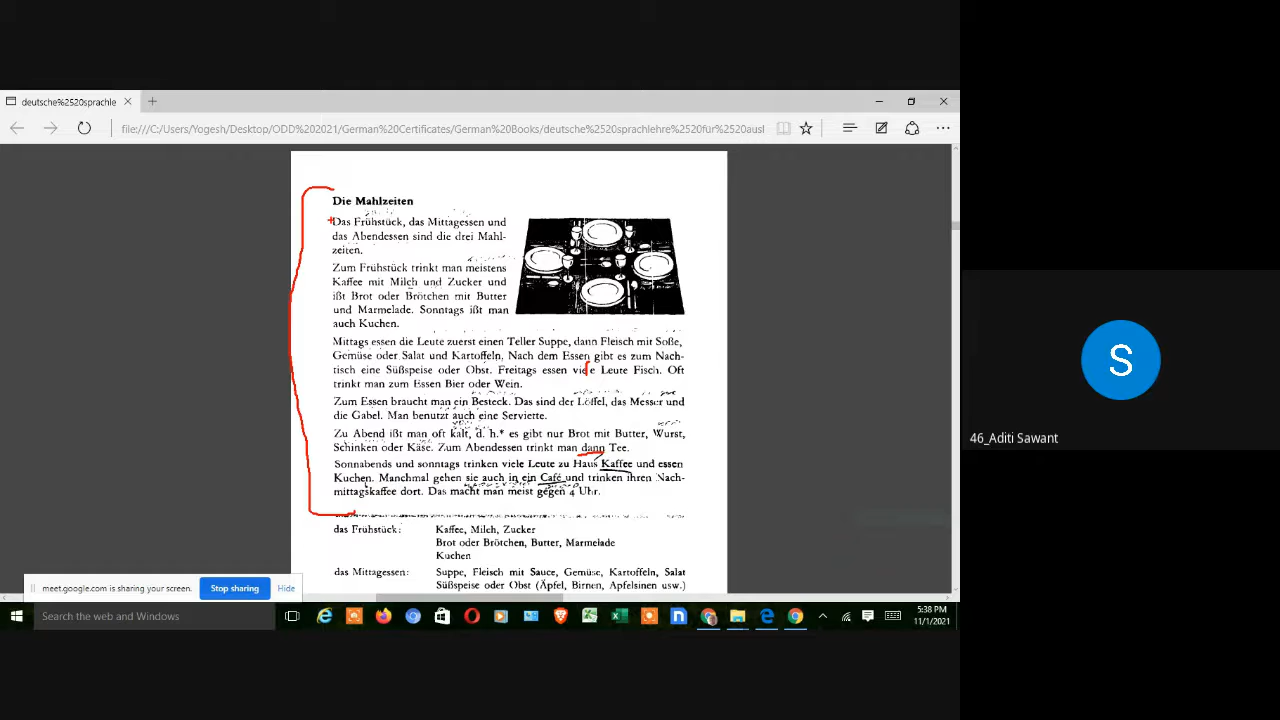 deutsche%2520sprachle
file:///C:/Users/Yogesh/Desktop/ODD%202021/German%20Certificates/German%20Books/deutsche%2520sprachlehre%2520für%2520ausl
Die Mahlzeiten
Das Frühstück, das Mittagessen und
das Abendessen sind die drei Mahl-
zeiten.
Zum Frühstück trinkt man meistens
Kaffee mit Milch und Zucker und
ißt Brot oder Brötchen mit Butter
und Marmelade. Sonntags ißt man
auch Kuchen.
Mittags essen die Leute zuerst einen Teller Suppe, dann Fleisch mit Soße,
Gemüse oder Salat und Kartoffeln. Nach dem Essen gibt es zum Nach-
tisch eine Süßspeise oder Obst. Freitags essen viele Leute Fisch. Oft
trinkt man zum Essen Bier oder Wein.
Zum Essen braucht man ein Besteck. Das sind der Löffel, das Messer und
die Gabel. Man benutzt auch eine Serviette.
Zu Abend ißt man oft kalt, d. h.* es gibt nur Brot mit Butter, Wurst,
Schinken oder Käse. Zum Abendessen trinkt man dann Tee.
Sonnabends und sonntags trinken viele Leute zu Haus Kaffee und essen
Kuchen. Manchmal gehen sie auch in ein Café und trinken ihren Nach-
mittagskaffee dort. Das macht man meist gegen 4 Uhr.
das Frühstück: Kaffee, Milch, Zucker
Brot oder Brötchen, Butter, Marmelade
Kuchen
das Mittagessen: Suppe, Fleisch mit Sauce, Gemüse, Kartoffeln, Salat
Süßspeise oder Obst (Äpfel, Birnen, Apfelsinen usw.)
meet.google.com is sharing your screen. Stop sharing Hide
Search the web and Windows
5:38 PM
11/1/2021
S
46_Aditi Sawant